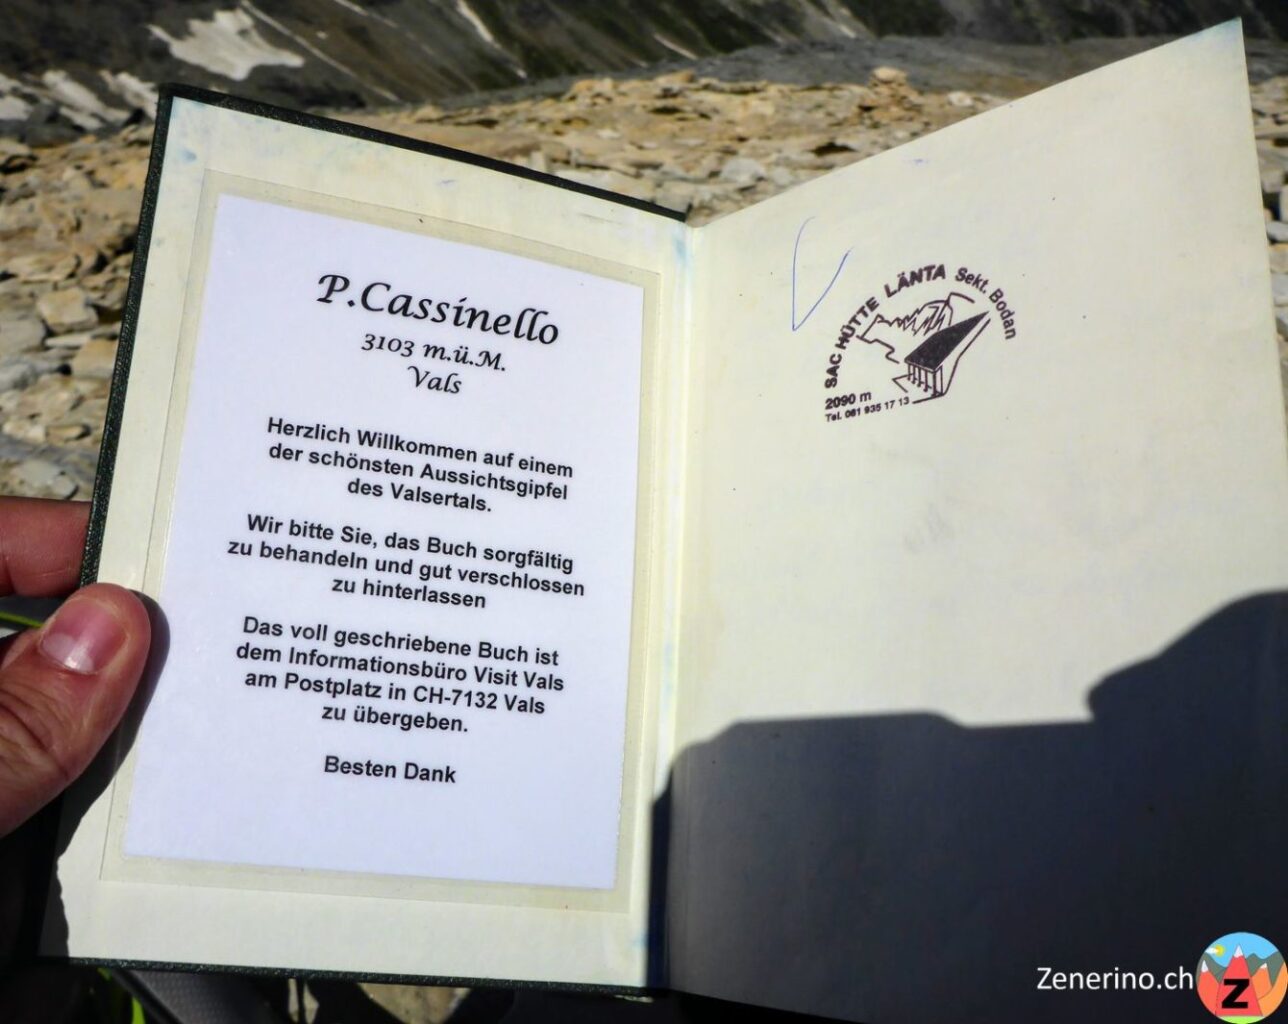 P.Cassinello
3103 m.ü.M.
Vals
Herzlich Willkommen auf einem
der schönsten Aussichtsgipfel
des Valsertals.
Wir bitte Sie, das Buch sorgfältig
zu behandeln und gut verschlossen
zu hinterlassen
Das voll geschriebene Buch ist
dem Informationsbüro Visit Vals
am Postplatz in CH-7132 Vals
zu übergeben.
Besten Dank
SAC HÜTTE LÄNTA Sekt. Bodan
2090 m
Tel. 081 935 17 13
Zenerino.ch
Z